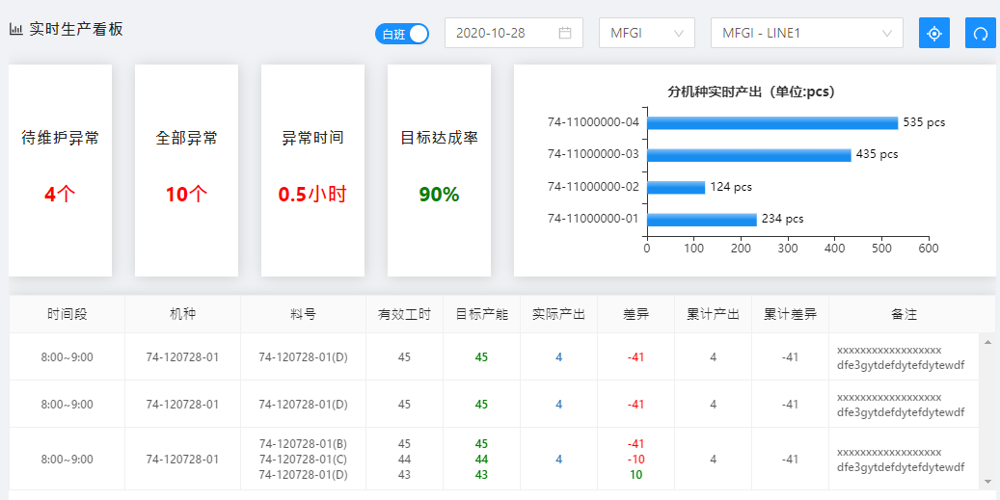 实时生产看板
白班
2020-10-28
MFGI
MFGI - LINE1
待维护异常
4个
全部异常
10个
异常时间
0.5小时
目标达成率
90%
分机种实时产出（单位:pcs）
74-11000000-04 535 pcs
74-11000000-03 435 pcs
74-11000000-02 124 pcs
74-11000000-01 234 pcs
0 100 200 300 400 500 600
时间段 机种 料号 有效工时 目标产能 实际产出 差异 累计产出 累计差异 备注
8:00~9:00 74-120728-01 74-120728-01(D) 45 45 4 -41 4 -41
xxxxxxxxxxxxxxxxxx
dfe3gytdefdytefdytewdf
8:00~9:00 74-120728-01 74-120728-01(D) 45 45 4 -41 4 -41
xxxxxxxxxxxxxxxxxx
dfe3gytdefdytefdytewdf
74-120728-01(B) 45 45 -41
8:00~9:00 74-120728-01 74-120728-01(C) 44 44 4 -10 4 -41
74-120728-01(D) 43 43 10
xxxxxxxxxxxxxxxxxx
dfe3gytdefdytefdytewdf